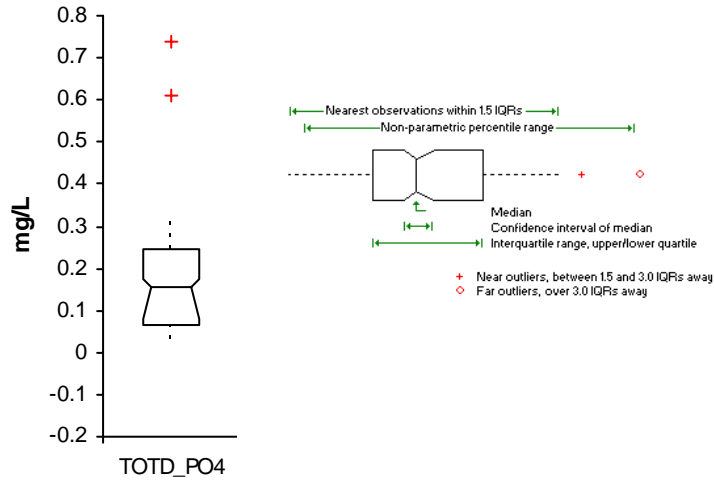 0.8
0.7
0.6
0.5
0.4
0.3
0.2
0.1
0
-0.1
-0.2
mg/L
TOTD_PO4
Nearest observations within 1.5 IQRs
Non-parametric percentile range
Median
Confidence interval of median
Interquartile range, upper/lower quartile
Near outliers, between 1.5 and 3.0 IQRs away
Far outliers, over 3.0 IQRs away